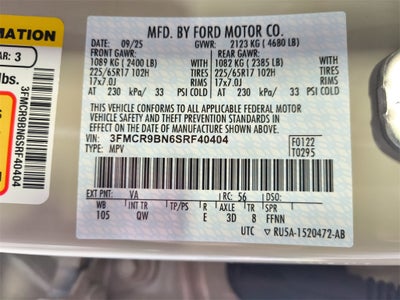 MFD. BY FORD MOTOR CO.
DATE: 09/25 GVWR: 2123 KG (4680 LB)
FRONT GAWR: REAR GAWR:
1089 KG (2400 LB) WITH 1082 KG (2385 LB) WITH
225/65R17 102H TIRES 225/65R17 102H TIRES
17x7.0J RIMS 17x7.0J RIMS
AT 230 kPa/ 33 PSI COLD AT 230 kPa/ 33 PSI COLD
THIS VEHICLE CONFORMS TO ALL APPLICABLE FEDERAL MOTOR
VEHICLE SAFETY AND THEFT PREVENTION STANDARDS IN
EFFECT ON THE DATE OF MANUFACTURE SHOWN ABOVE.
VIN: 3FMCR9BN6SRF40404 F0122
TYPE: MPV T0295
EXT PNT: VA RC: 56 DSO:
WB INT TR TP/PS R AXLE TR SPR
105 QW E 3D 8 FFNN
UTC RU5A-1520472-AB
MATION
AR: 3
lbs.
3FMCR9BN6SRF40404